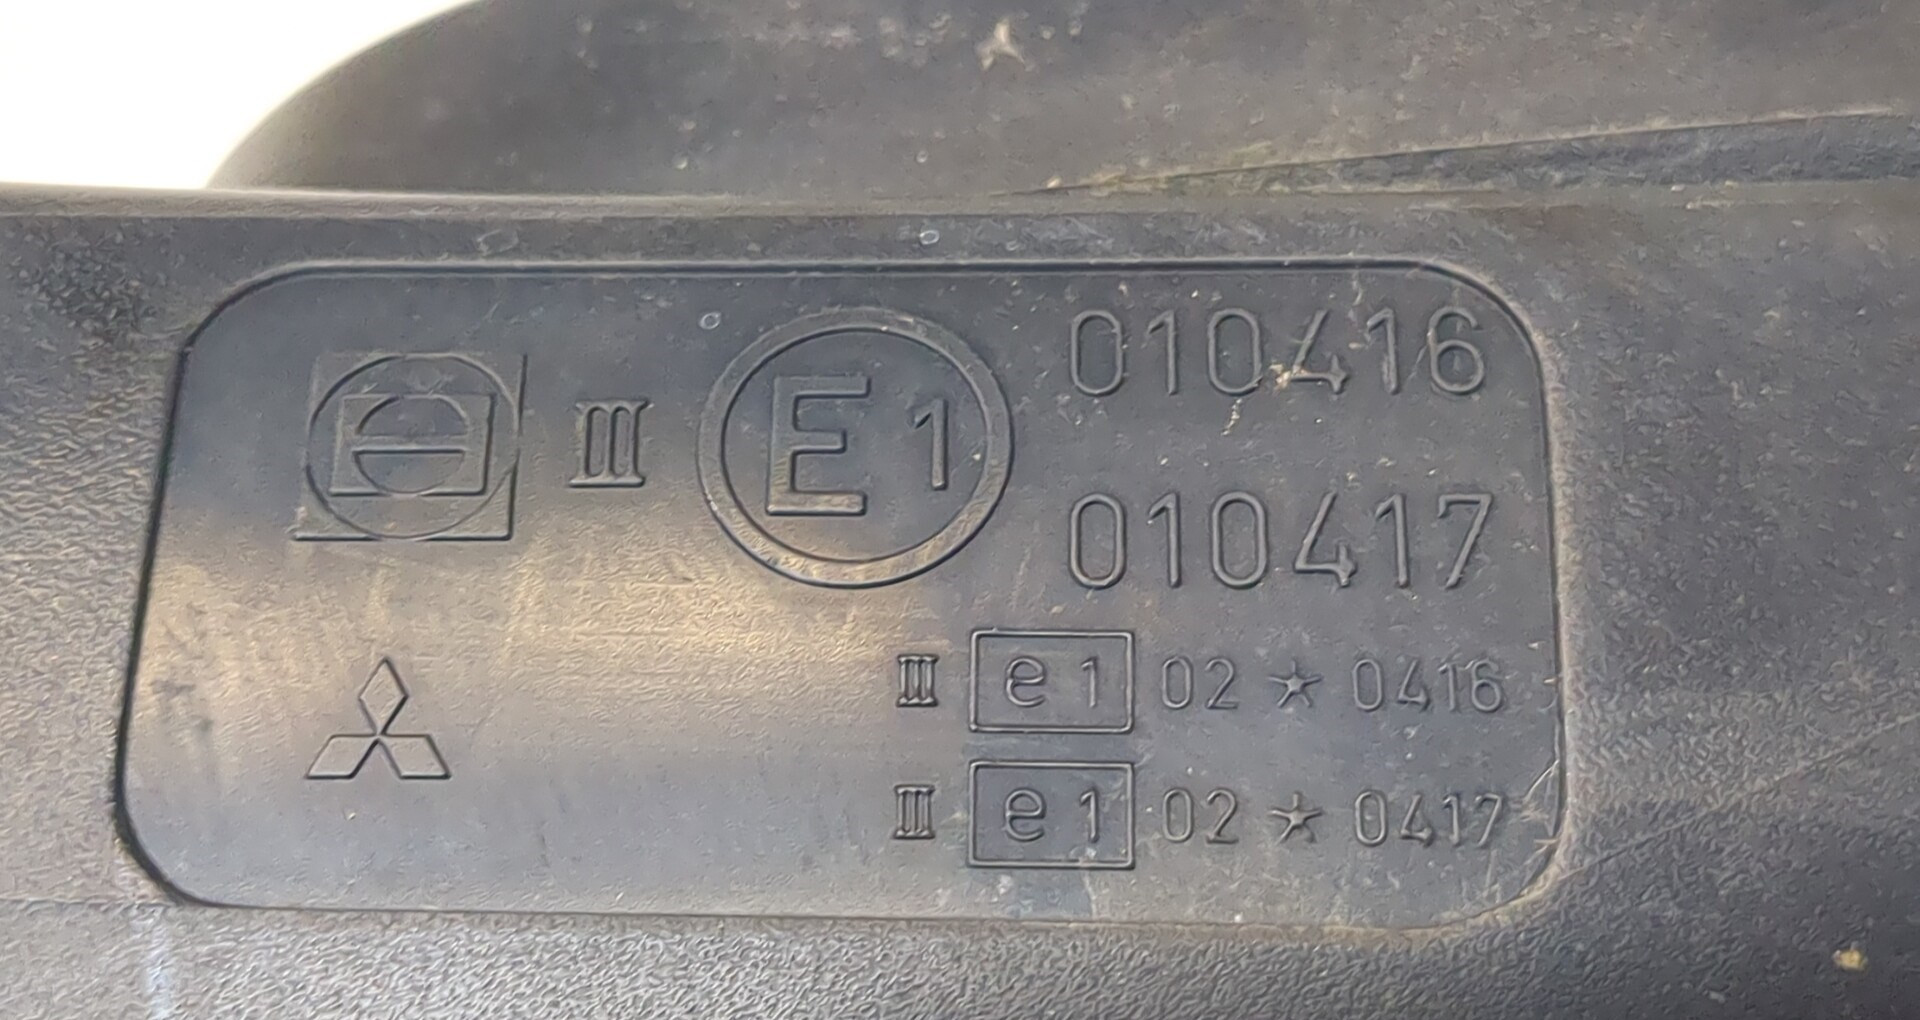 III E1 010416
010417
III e1 02 ★ 0416
III e1 02 ★ 0417